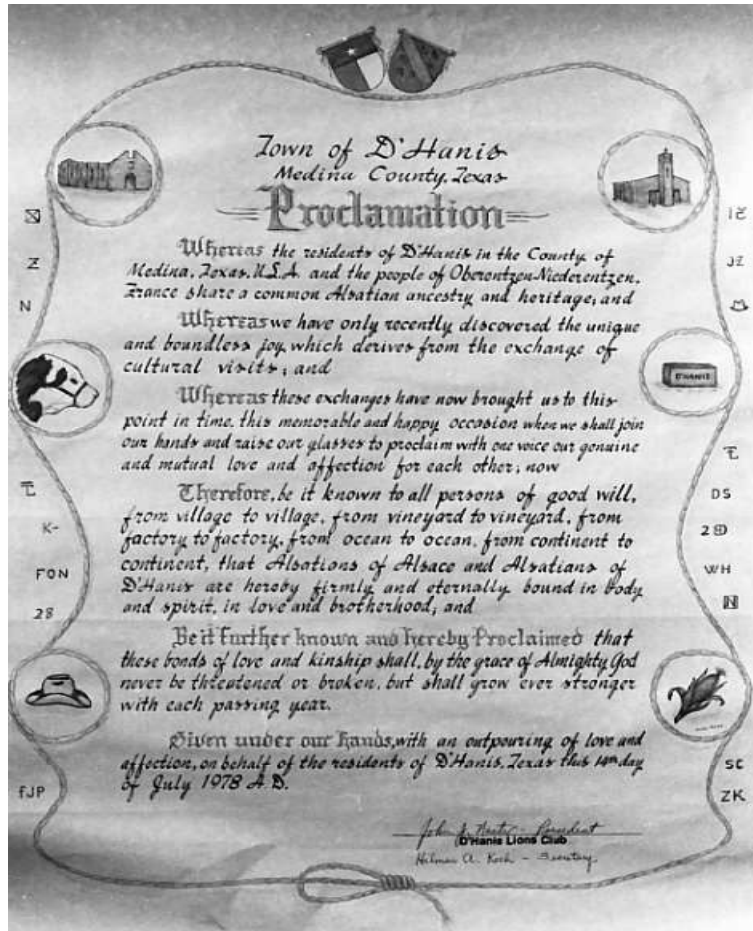 Town of D'Hanis
Medina County, Texas
Proclamation
Whereas the residents of D'Hanis in the County of
Medina, Texas, U.S.A. and the people of Oberentzen-Niederentzen,
France share a common Alsatian ancestry and heritage; and
Whereas we have only recently discovered the unique
and boundless joy, which derives from the exchange of
cultural visits; and
Whereas these exchanges have now brought us to this
point in time, this memorable and happy occasion when we shall join
our hands and raise our glasses to proclaim with one voice our genuine
and mutual love and affection for each other; now
Therefore, be it known to all persons of good will,
from village to village, from vineyard to vineyard, from
factory to factory, from ocean to ocean, from continent to
continent, that Alsations of Alsace and Alsatians of
D'Hanis are hereby firmly and eternally bound in body
and spirit, in love and brotherhood; and
Be it further known and hereby Proclaimed that
these bonds of love and kinship shall, by the grace of Almighty God
never be threatened or broken, but shall grow ever stronger
with each passing year.
Given under our hands, with an outpouring of love and
affection, on behalf of the residents of D'Hanis, Texas this 14th day
of July 1978 A.D.
John J. - President
D'Hanis Lions Club
Hilmer A. Koch - Secretary
Z
N
K-
FON
28
FJP
JZ
D'HANIS
DS
WH
SC
ZK